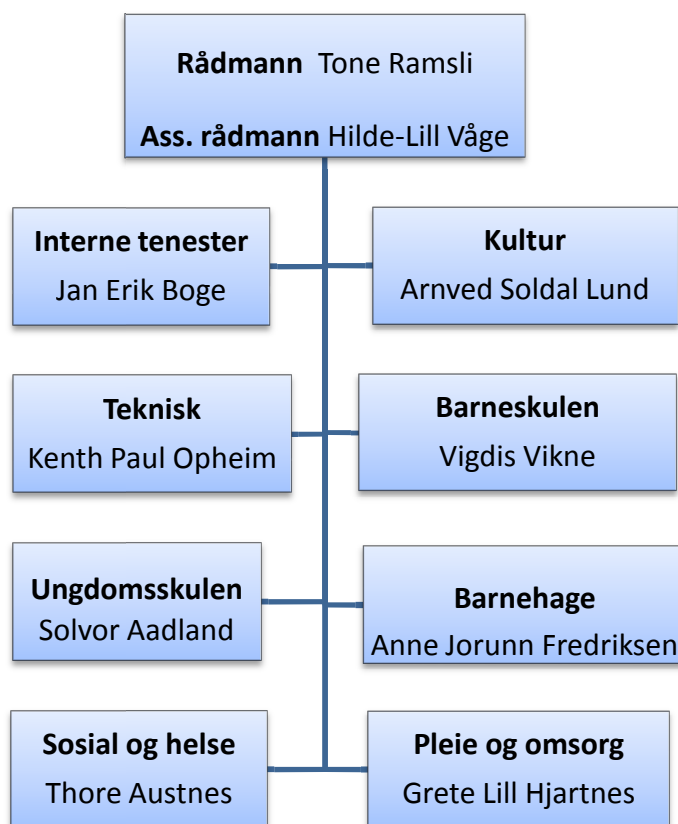 Rådmann Tone Ramsli
Ass. rådmann Hilde-Lill Våge
Interne tenester
Jan Erik Boge
Kultur
Arnved Soldal Lund
Teknisk
Kenth Paul Opheim
Barneskulen
Vigdis Vikne
Ungdomsskulen
Solvor Aadland
Barnehage
Anne Jorunn Fredriksen
Sosial og helse
Thore Austnes
Pleie og omsorg
Grete Lill Hjartnes